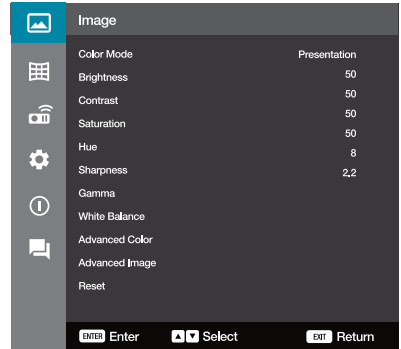 Image
Color Mode Presentation
Brightness 50
Contrast 50
Saturation 50
Hue 50
Sharpness 8
Gamma 2.2
White Balance
Advanced Color
Advanced Image
Reset
ENTER Enter Select EXIT Return